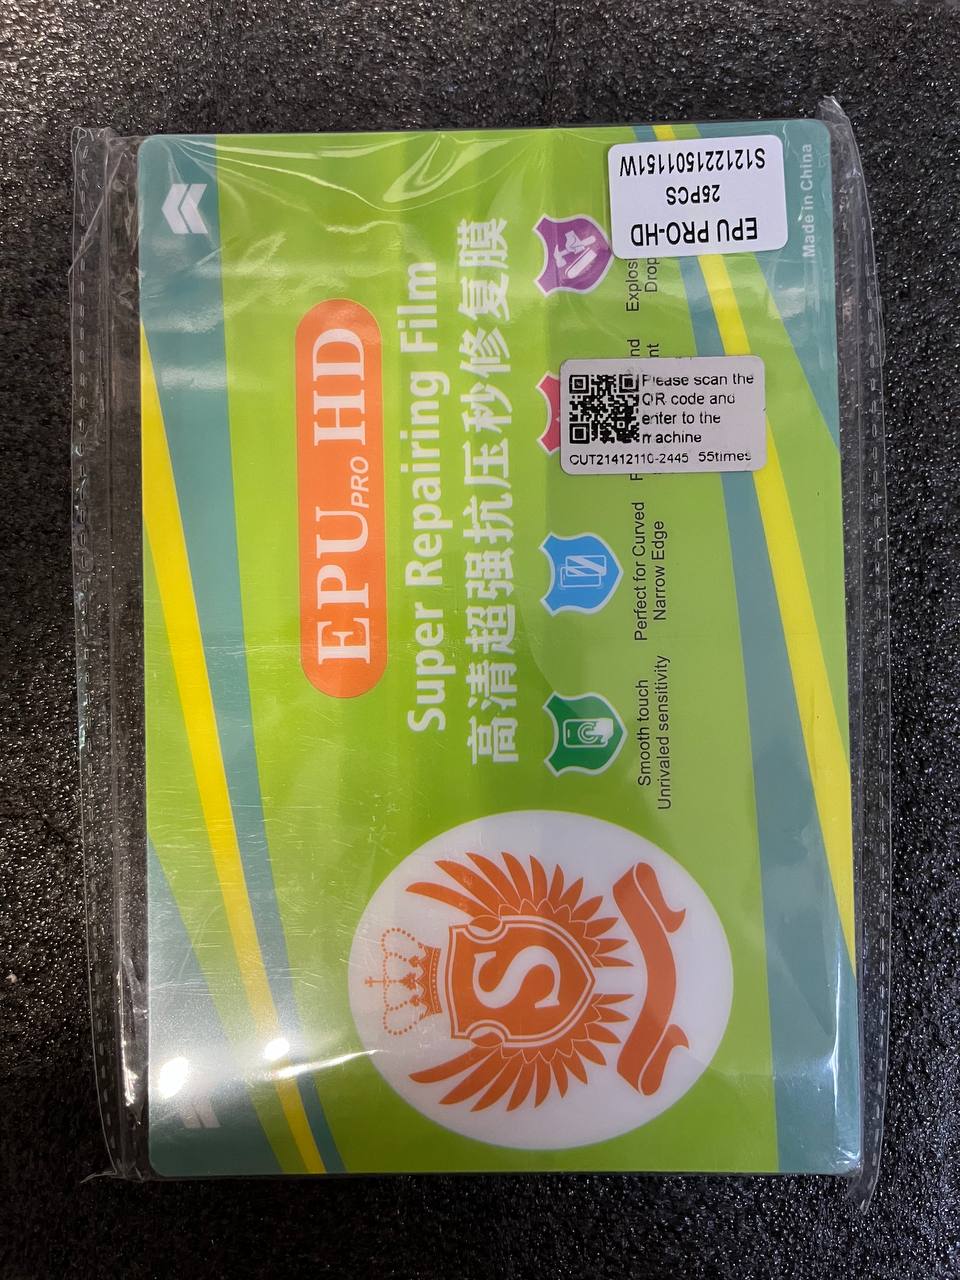 EPU PRO HD
Super Repairing Film
高清超强抗压秒修复膜
Smooth touch
Unrivaled sensitivity
Perfect for Curved
Narrow Edge
Please scan the
QR code and
enter to the
machine
CUT21412110-2445 55times
EPU PRO-HD
25PCS
S121221501151W
Made in China
S